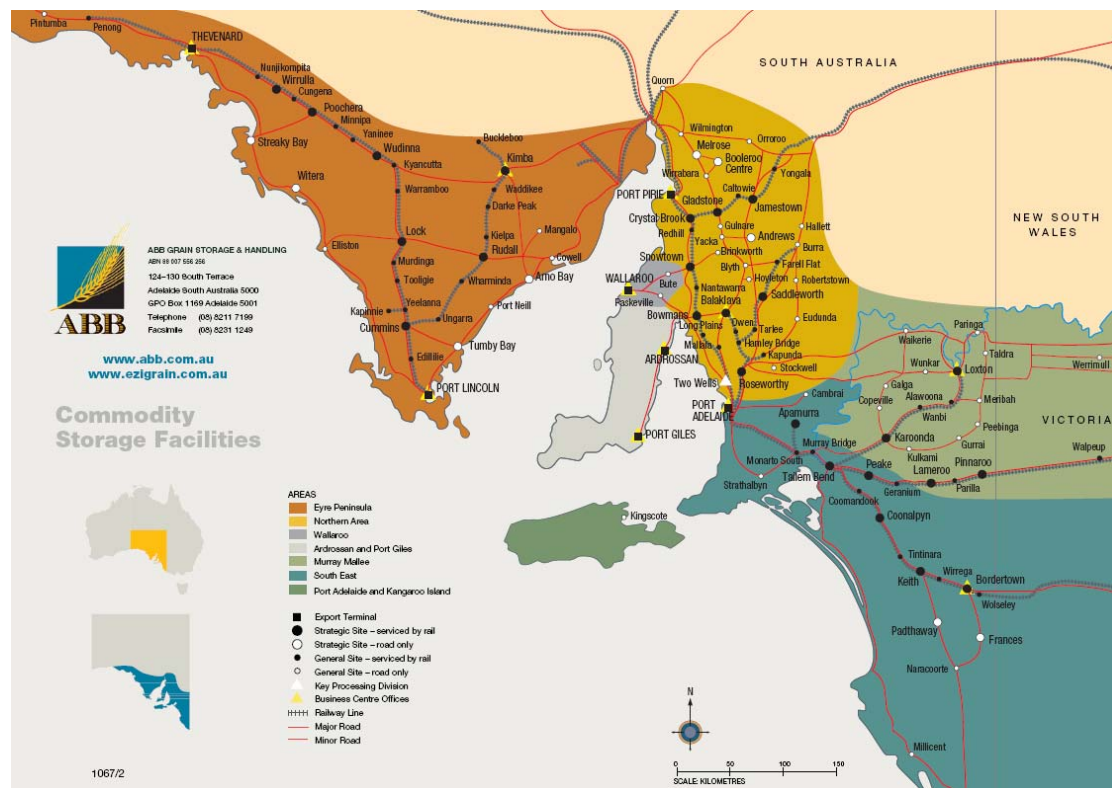 Pintumba
Penong
THEVENARD
Nunjikompita
Wirrulla
Cungena
Poochera
Minnipa
Yaninee
Wudinna
Kyancutta
Streaky Bay
Witera
Warramboo
Buckleboo
Kimba
Waddikee
Darke Peak
Kielpa
Mangalo
Lock
Rudall
Cowell
Elliston
Murdinga
Tooligie
Wharminda
Arno Bay
Kapinnie
Yeelanna
Ungarra
Port Neill
Cummins
Tumby Bay
Edillilie
PORT LINCOLN
SOUTH AUSTRALIA
Quorn
Wilmington
Orroroo
Melrose
Booleroo
Centre
Wirrabara
Yongala
PORT PIRIE
Caltowie
Gladstone
Jamestown
Crystal Brook
Redhill
Gulnare
Hallett
Yacka
Andrews
Burra
Snowtown
Brinkworth
Blyth
Farell Flat
WALLAROO
Bute
Hoyleton
Robertstown
Nantawarra
Paskeville
Balaklava
Saddleworth
Bowmans
Long Plains
Owen
Tarlee
Eudunda
Mallala
Hamley Bridge
Kapunda
ARDROSSAN
Stockwell
Two Wells
Roseworthy
PORT
ADELAIDE
PORT GILES
NEW SOUTH
WALES
Waikerie
Paringa
Taldra
Wunkar
Loxton
Werrimull
Cambrai
Galga
Copeville
Alawoona
Meribah
Wanbi
VICTORIA
Apamurra
Peebinga
Murray Bridge
Karoonda
Gurrai
Kulkami
Walpeup
Monarto South
Peake
Lameroo
Pinnaroo
Strathalbyn
Tailem Bend
Geranium
Parilla
Coomandook
Coonalpyn
Kingscote
Tintinara
Wirrega
Bordertown
Keith
Wolseley
Padthaway
Frances
Naracoorte
Millicent
ABB
ABB GRAIN STORAGE & HANDLING
ABN 89 007 556 256
124–130 South Terrace
Adelaide South Australia 5000
GPO Box 1169 Adelaide 5001
Telephone (08) 8211 7199
Facsimile (08) 8231 1249
www.abb.com.au
www.ezigrain.com.au
Commodity
Storage Facilities
AREAS
Eyre Peninsula
Northern Area
Wallaroo
Ardrossan and Port Giles
Murray Mallee
South East
Port Adelaide and Kangaroo Island
Export Terminal
Strategic Site – serviced by rail
Strategic Site – road only
General Site – serviced by rail
General Site – road only
Key Processing Division
Business Centre Offices
Railway Line
Major Road
Minor Road
N
0 50 100 150
SCALE: KILOMETRES
1067/2